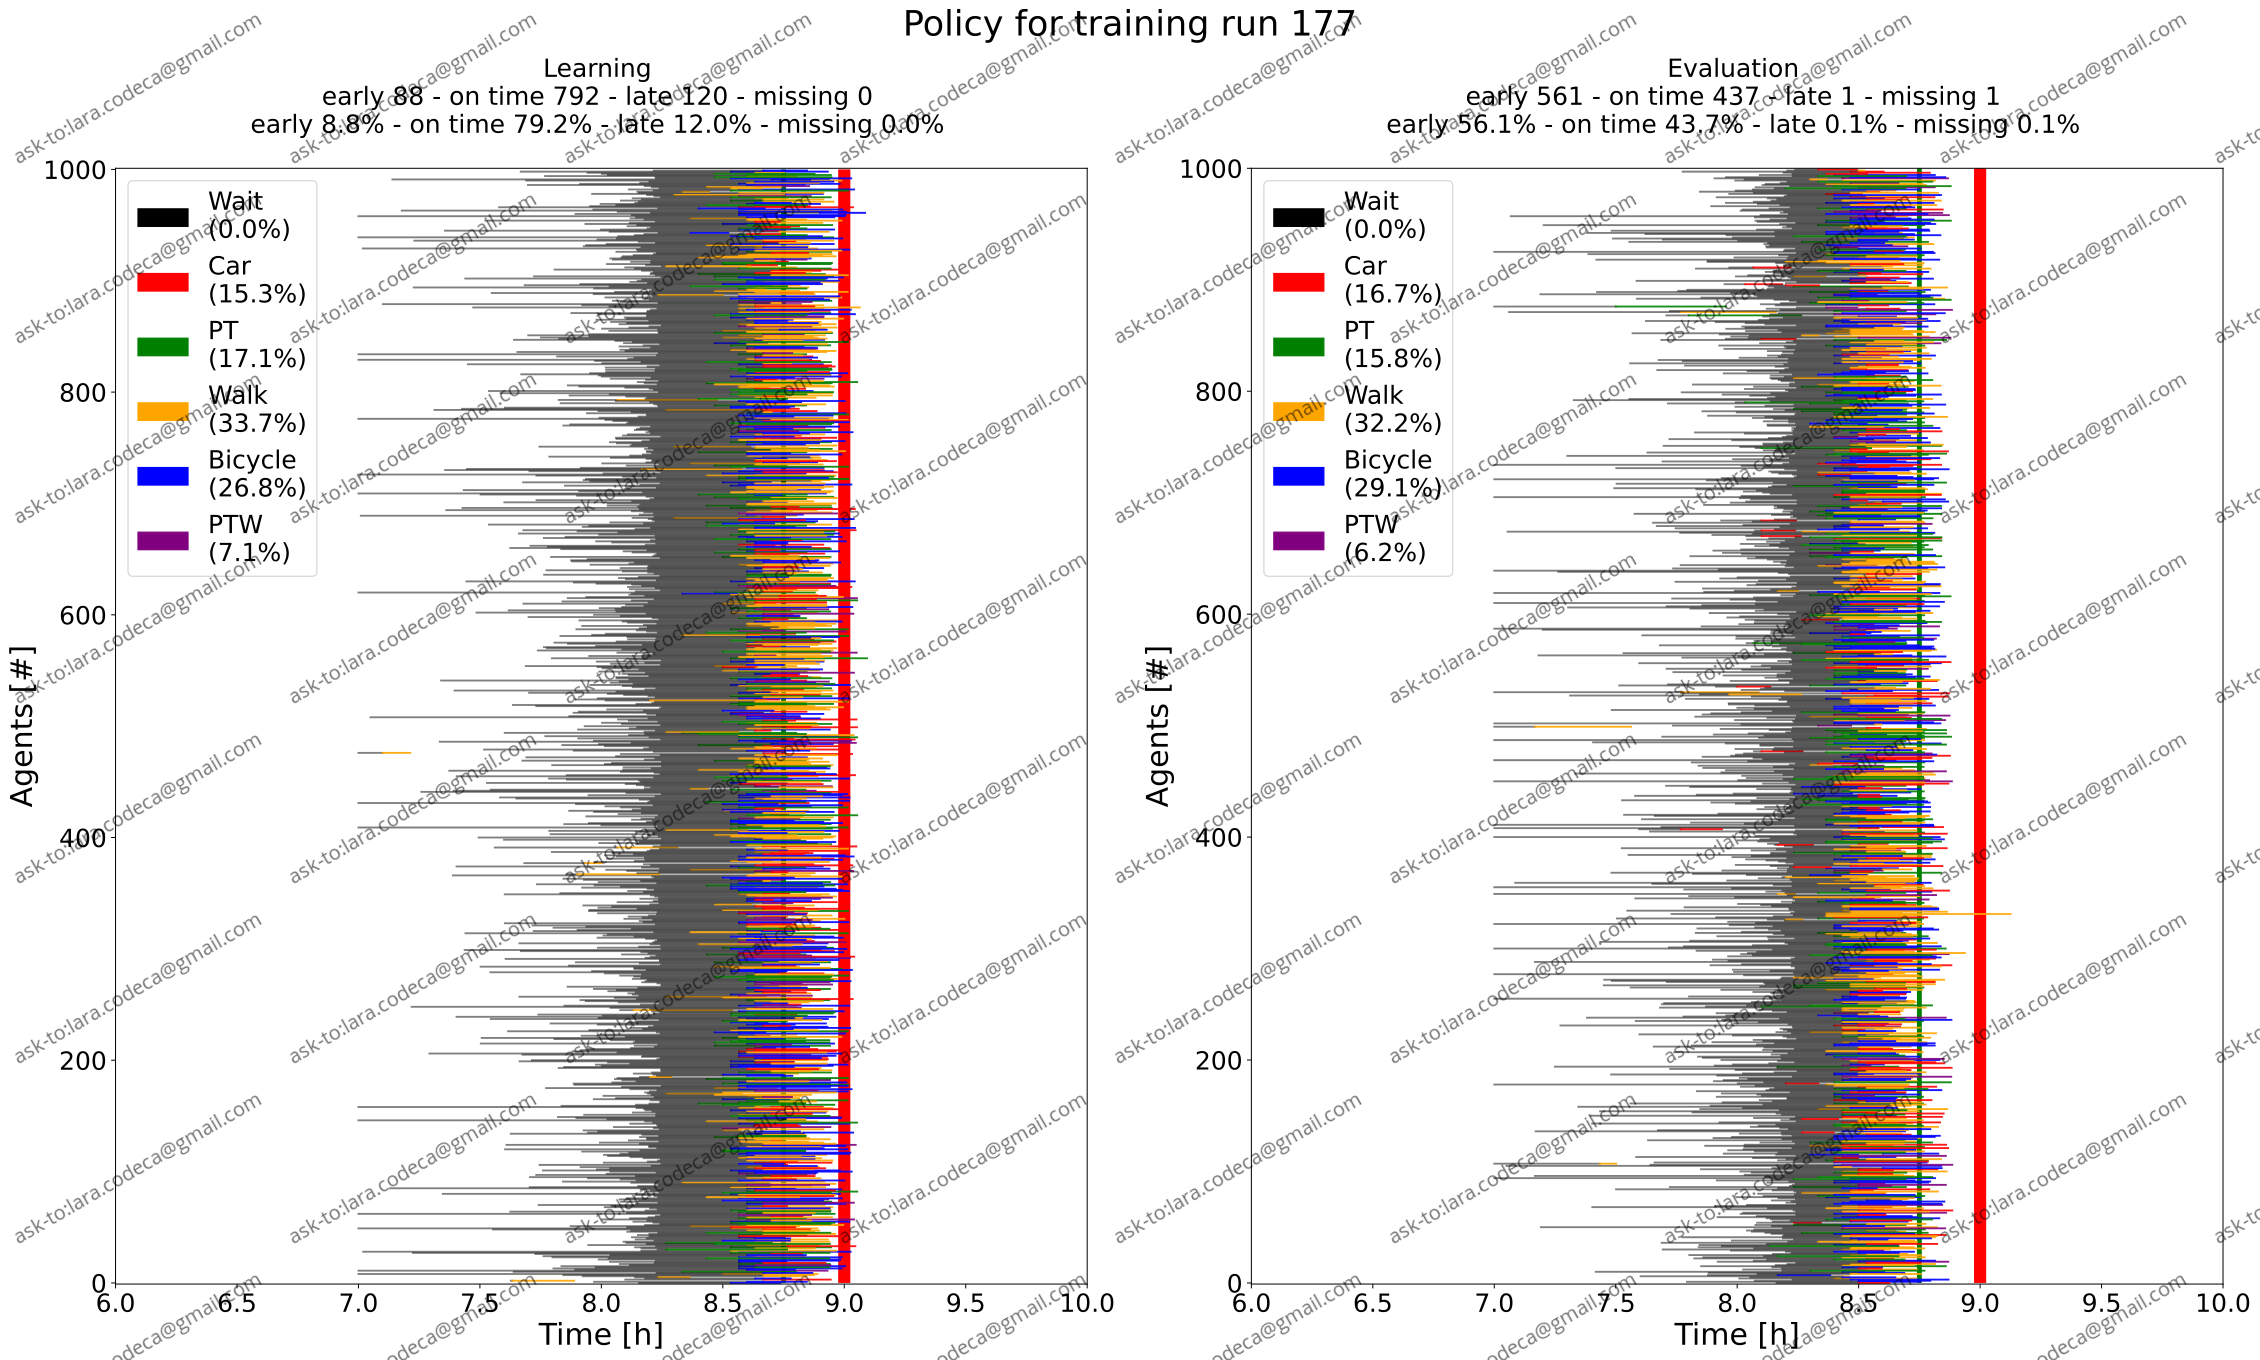 Policy for training run 177
Learning
early 88 - on time 792 - late 120 - missing 0
early 8.8% - on time 79.2% - late 12.0% - missing 0.0%
1000
800
600
400
200
0
Agents [#]
Wait
(0.0%)
Car
(15.3%)
PT
(17.1%)
Walk
(33.7%)
Bicycle
(26.8%)
PTW
(7.1%)
6.0 6.5 7.0 7.5 8.0 8.5 9.0 9.5 10.0
Time [h]
Evaluation
early 561 - on time 437 - late 1 - missing 1
early 56.1% - on time 43.7% - late 0.1% - missing 0.1%
1000
800
600
400
200
0
Agents [#]
Wait
(0.0%)
Car
(16.7%)
PT
(15.8%)
Walk
(32.2%)
Bicycle
(29.1%)
PTW
(6.2%)
6.0 6.5 7.0 7.5 8.0 8.5 9.0 9.5 10.0
Time [h]
ask-to:lara.codeca@gmail.com